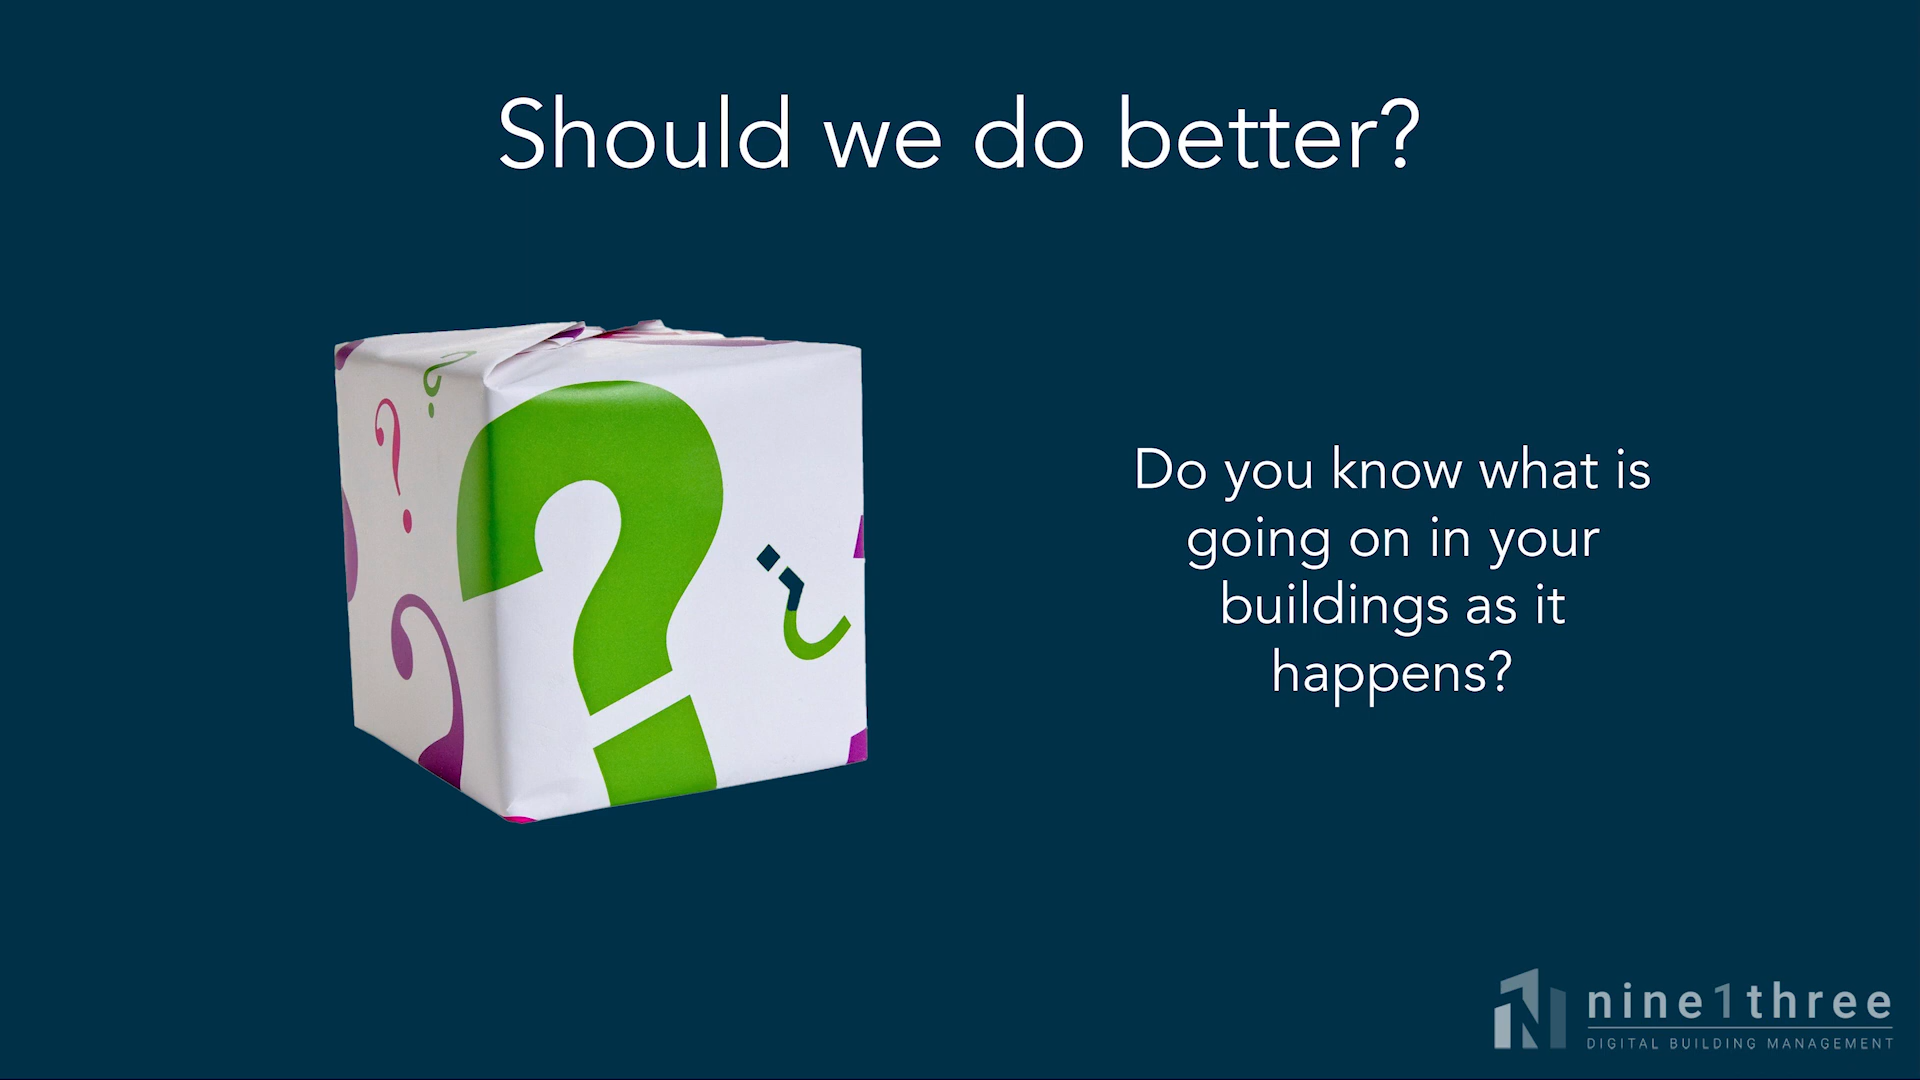 Should we do better?
Do you know what is
going on in your
buildings as it
happens?
nine1three
DIGITAL BUILDING MANAGEMENT